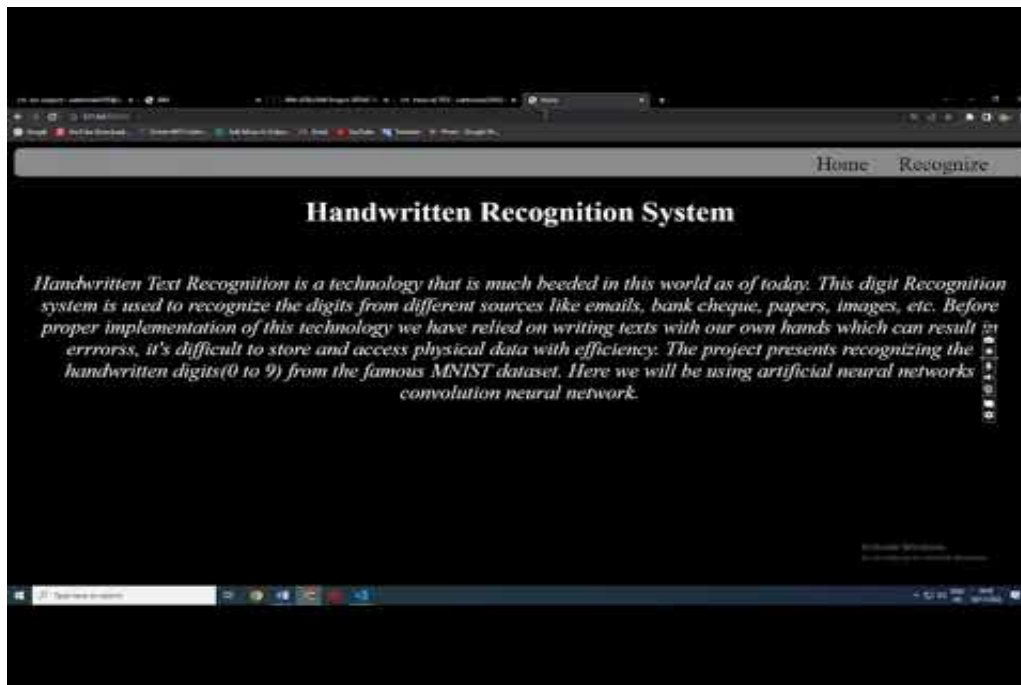 Home Recognize
Handwritten Recognition System
Handwritten Text Recognition is a technology that is much beeded in this world as of today. This digit Recognition
system is used to recognize the digits from different sources like emails, bank cheque, papers, images, etc. Before
proper implementation of this technology we have relied on writing texts with our own hands which can result
errrorss, it's difficult to store and access physical data with efficiency. The project presents recognizing the
handwritten digits(0 to 9) from the famous MNIST dataset. Here we will be using artificial neural networks
convolution neural network.
Type here to search